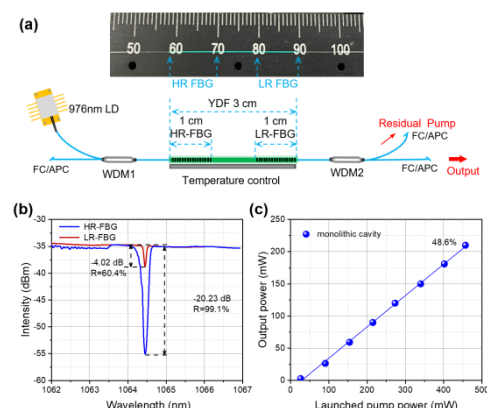 (a)
50 60 70 80 90 100
HR FBG LR FBG
976nm LD
YDF 3 cm
1 cm 1 cm
HR-FBG LR-FBG
Residual Pump
FC/APC
FC/APC WDM1 WDM2 FC/APC
Output
Temperature control
(b)
HR-FBG
LR-FBG
-4.02 dB
R=60.4%
-20.23 dB
R=99.1%
Intensity (dBm)
-35
-40
-45
-50
-55
-60
-35
1062 1063 1064 1065 1066 1067
Wavelength (nm)
(c)
monolithic cavity
48.6%
Output power (mW)
250
200
150
100
50
0
0 100 200 300 400 500
Launched pump power (mW)